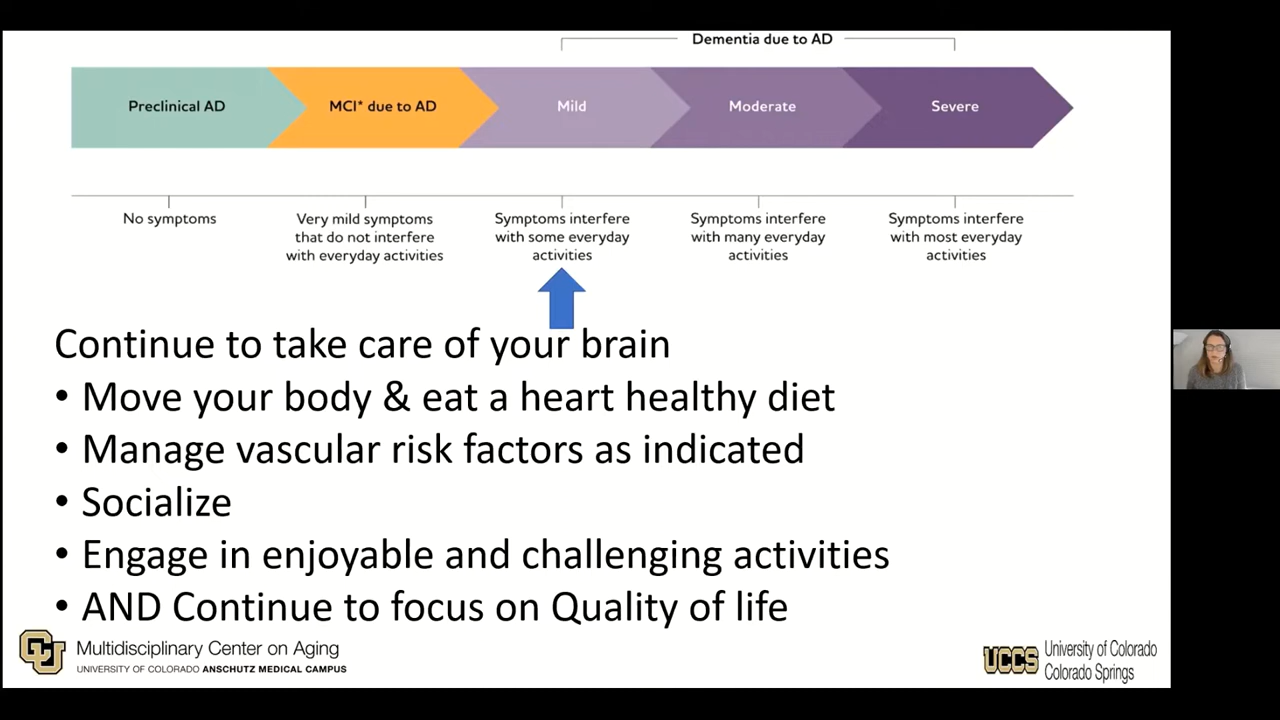 Dementia due to AD
Preclinical AD
MCI* due to AD
Mild
Moderate
Severe
No symptoms
Very mild symptoms
that do not interfere
with everyday activities
Symptoms interfere
with some everyday
activities
Symptoms interfere
with many everyday
activities
Symptoms interfere
with most everyday
activities
Continue to take care of your brain
• Move your body & eat a heart healthy diet
• Manage vascular risk factors as indicated
• Socialize
• Engage in enjoyable and challenging activities
• AND Continue to focus on Quality of life
CU
Multidisciplinary Center on Aging
UNIVERSITY OF COLORADO ANSCHUTZ MEDICAL CAMPUS
UCCS
University of Colorado
Colorado Springs